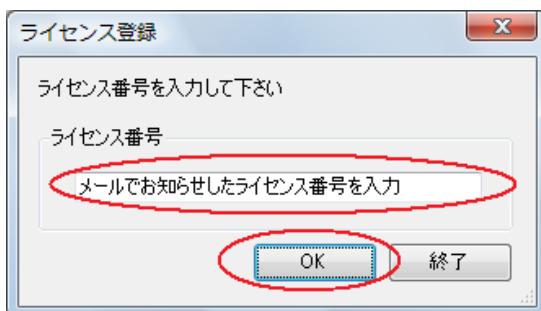 ライセンス登録
ライセンス番号を入力して下さい
ライセンス番号
メールでお知らせしたライセンス番号を入力
OK 終了